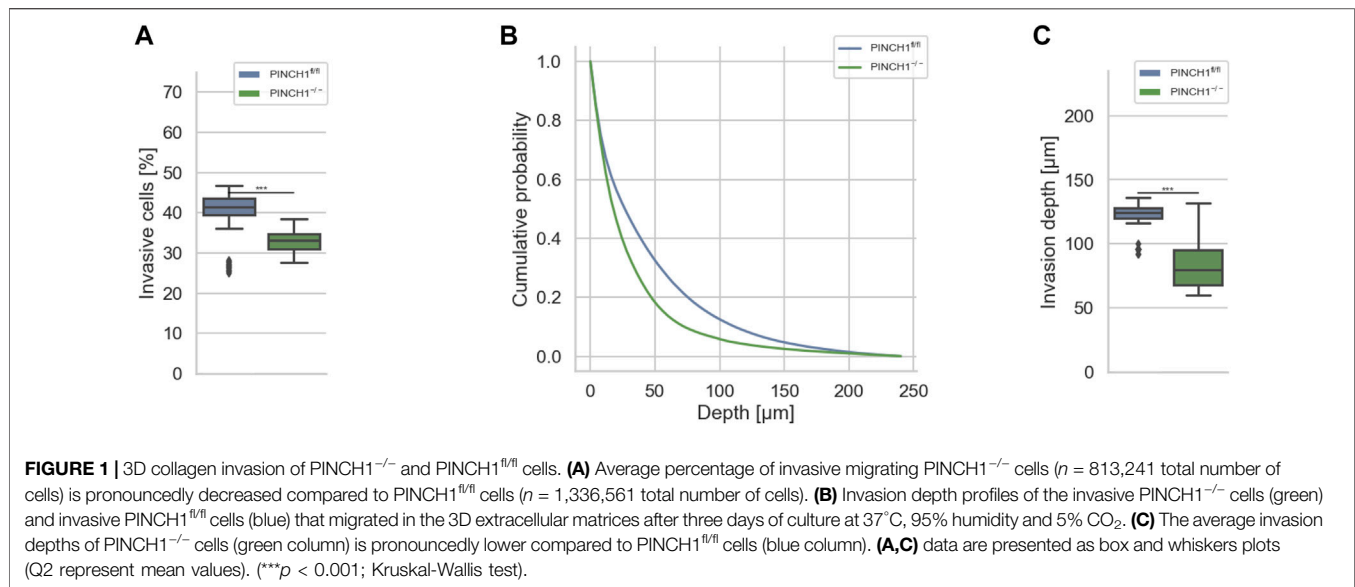 A
PINCH1fl/fl
PINCH1−/−
Invasive cells [%]
70
60
50
40
30
20
10
0
***
B
PINCH1fl/fl
PINCH1−/−
Cumulative probability
1.0
0.8
0.6
0.4
0.2
0.0
0 50 100 150 200 250
Depth [µm]
C
PINCH1fl/fl
PINCH1−/−
Invasion depth [µm]
200
150
100
50
0
***
FIGURE 1 | 3D collagen invasion of PINCH1−/− and PINCH1fl/fl cells. (A) Average percentage of invasive migrating PINCH1−/− cells (n = 813,241 total number of
cells) is pronouncedly decreased compared to PINCH1fl/fl cells (n = 1,336,561 total number of cells). (B) Invasion depth profiles of the invasive PINCH1−/− cells (green)
and invasive PINCH1fl/fl cells (blue) that migrated in the 3D extracellular matrices after three days of culture at 37°C, 95% humidity and 5% CO2. (C) The average invasion
depths of PINCH1−/− cells (green column) is pronouncedly lower compared to PINCH1fl/fl cells (blue column). (A,C) data are presented as box and whiskers plots
(Q2 represent mean values). (***p < 0.001; Kruskal-Wallis test).